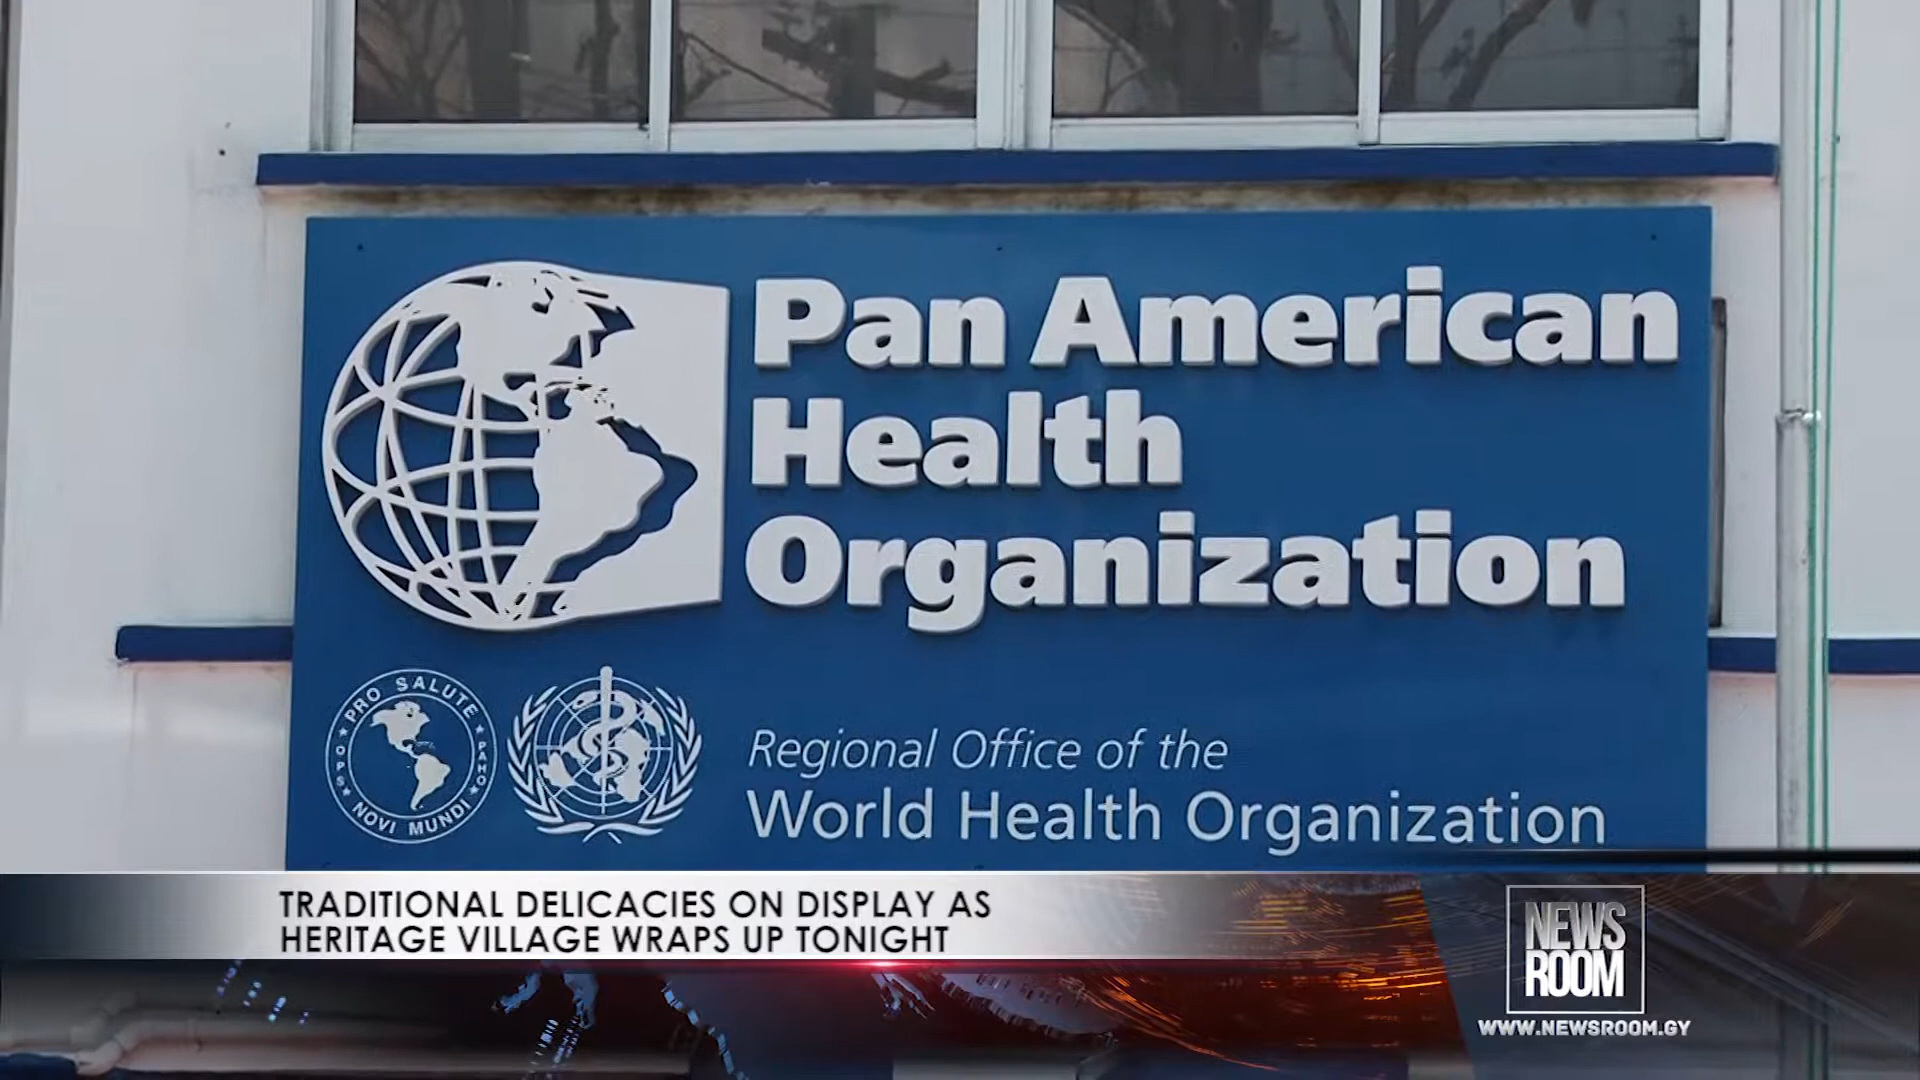 Pan American
Health
Organization
PRO SALUTE
OPS
PAHO
NOVI MUNDI
Regional Office of the
World Health Organization
TRADITIONAL DELICACIES ON DISPLAY AS
HERITAGE VILLAGE WRAPS UP TONIGHT
NEWS
ROOM
WWW.NEWSROOM.GY